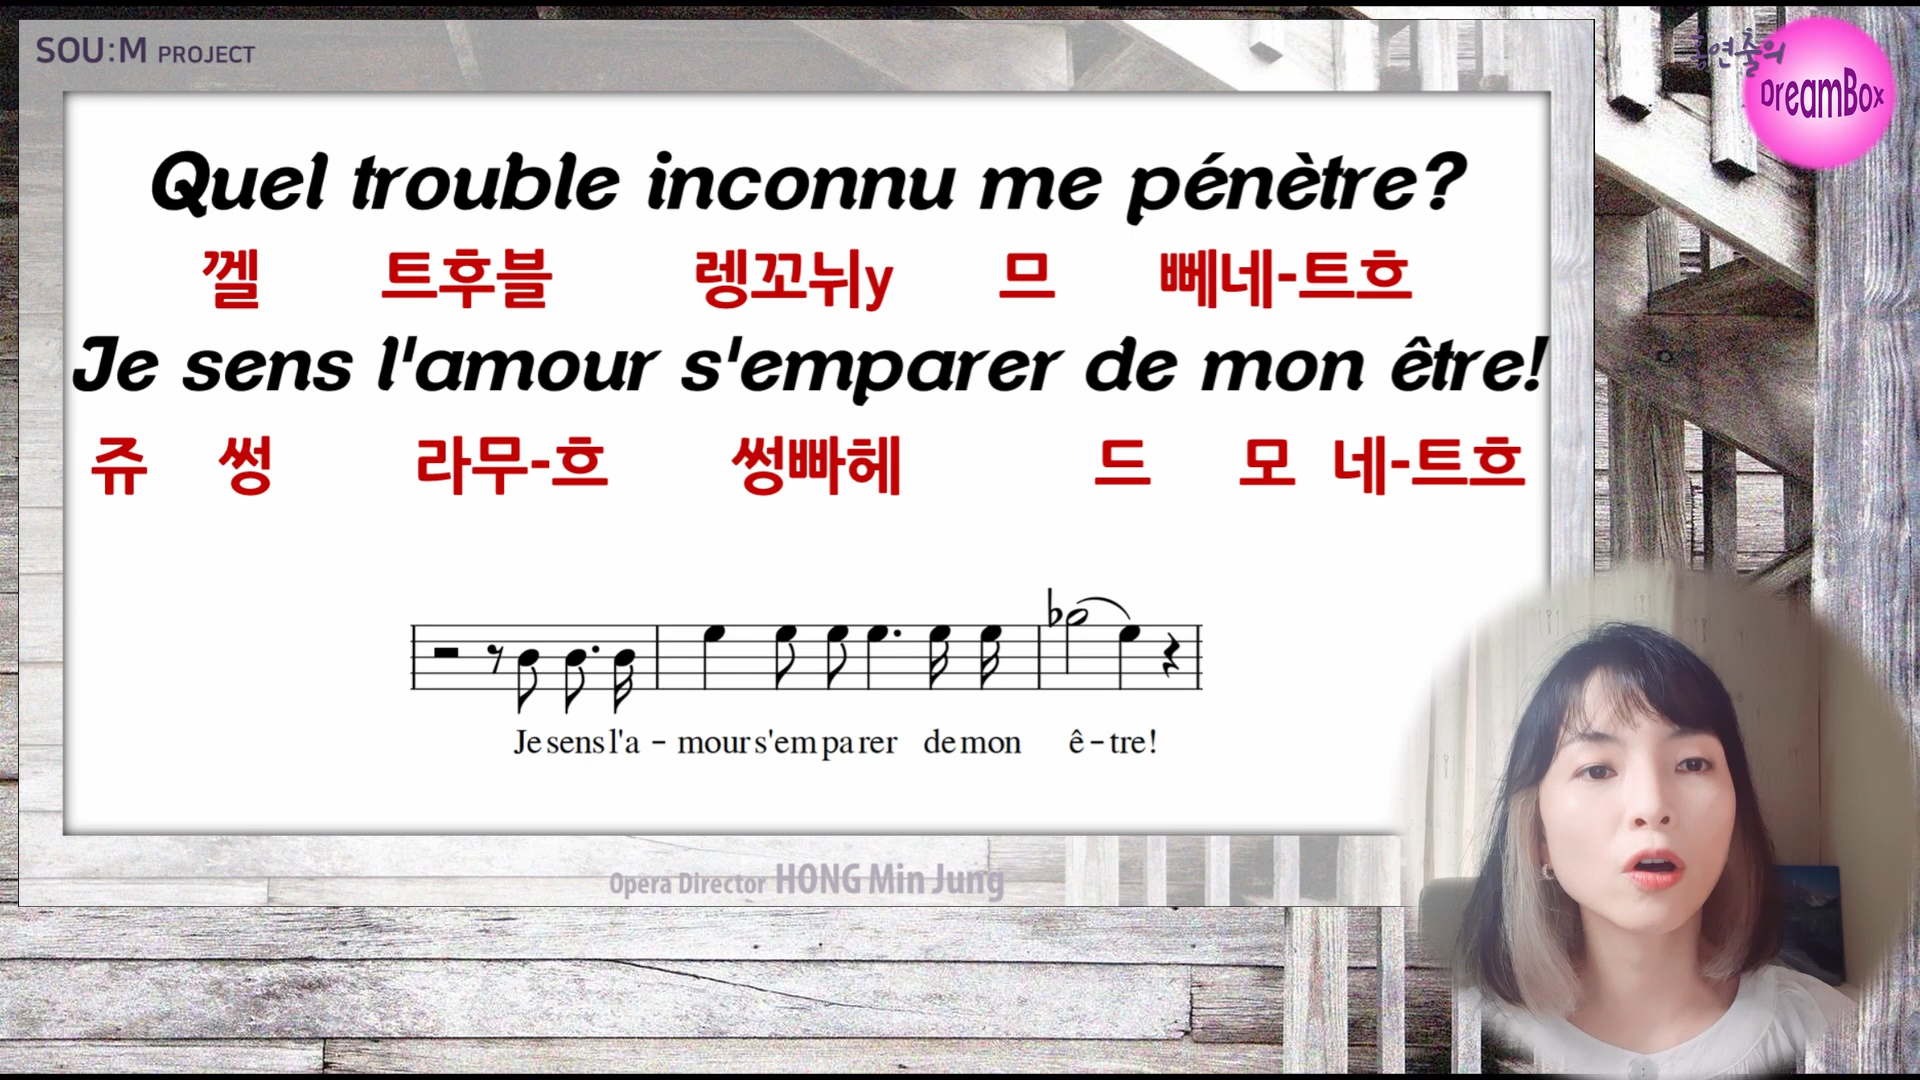 SOU:M PROJECT
홍연출의
DreamBox
Quel trouble inconnu me pénètre?
껠 트후블 렝꼬뉘y 므 뻬네-트흐
Je sens l'amour s'emparer de mon être!
쥬 썽 라무-흐 썽빠헤 드 모 네-트흐
Je sens l'a - mour s'em pa rer de mon ê - tre!
Opera Director HONG Min Jung